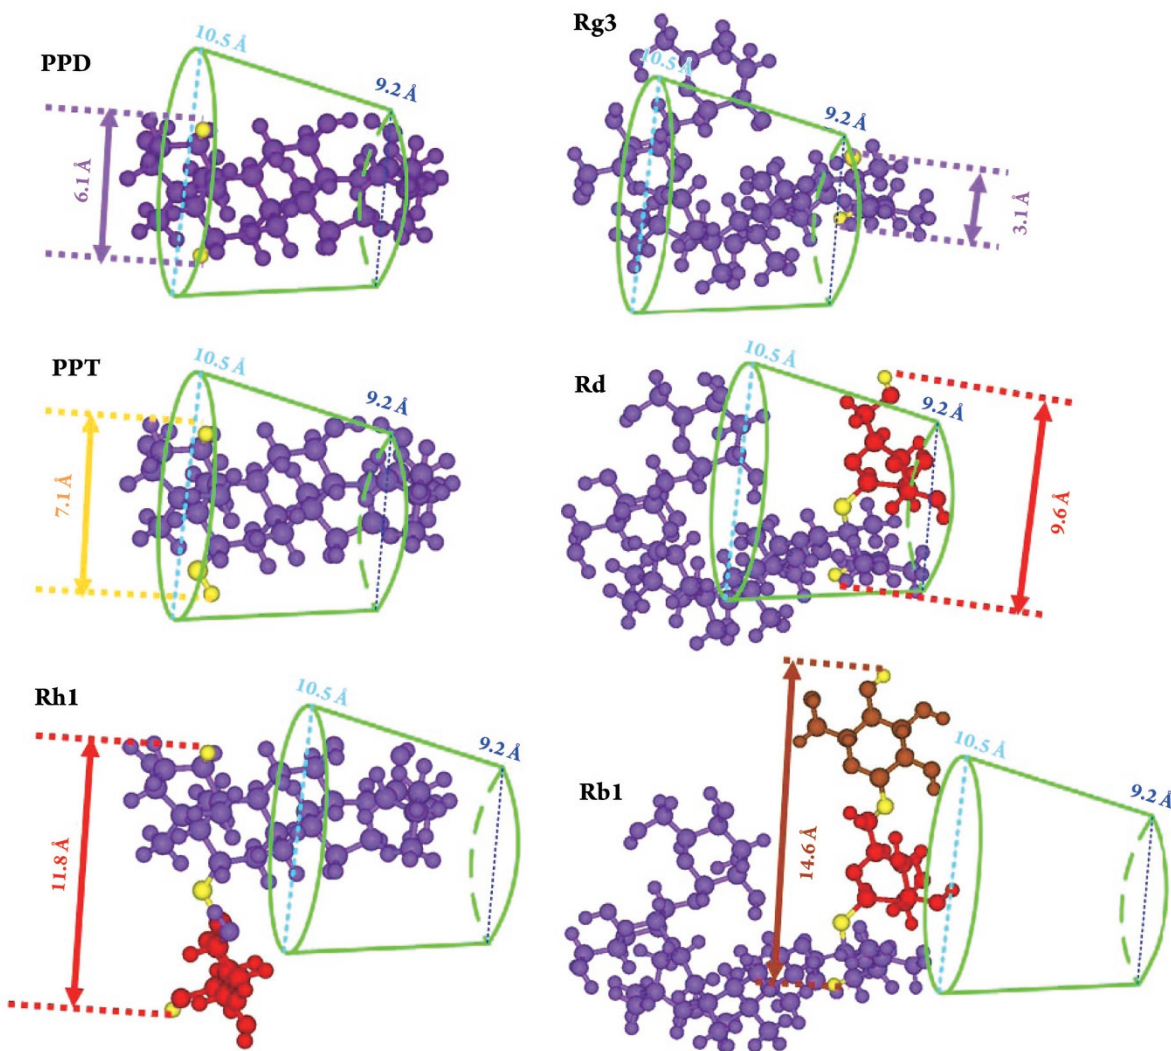 PPD
10.5 Å
9.2 Å
6.1 Å
Rg3
10.5 Å
9.2 Å
3.1 Å
PPT
10.5 Å
9.2 Å
7.1 Å
Rd
10.5 Å
9.2 Å
9.6 Å
Rh1
10.5 Å
9.2 Å
11.8 Å
Rb1
10.5 Å
9.2 Å
14.6 Å